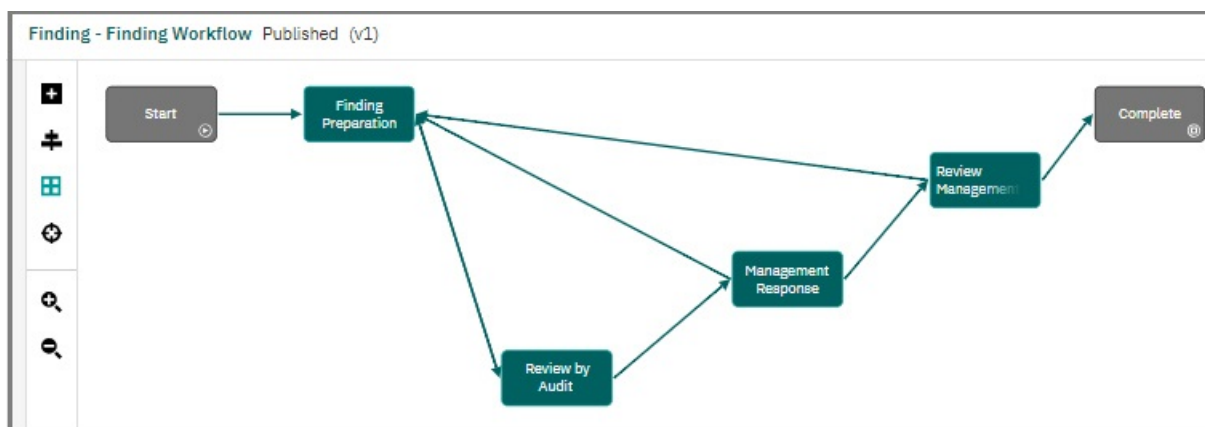 Finding - Finding Workflow Published (v1)
Start
Finding
Preparation
Complete
Review
Management
Management
Response
Review by
Audit